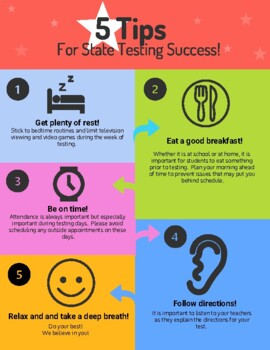 5 Tips
For State Testing Success!
1
zz
z
Get plenty of rest!
Stick to bedtime routines and limit television
viewing and video games during the week of
testing.
2
Eat a good breakfast!
Whether it is at school or at home, it is
important for students to eat something
prior to testing. Plan your morning ahead
of time to prevent issues that may put you
behind schedule.
3
Be on time!
Attendance is always important but especially
important during testing days. Please avoid
scheduling any outside appointments on these
days.
4
Follow directions!
It is important to listen to your teachers
as they explain the directions for your
test.
5
Relax and and take a deep breath!
Do your best!
We believe in you!